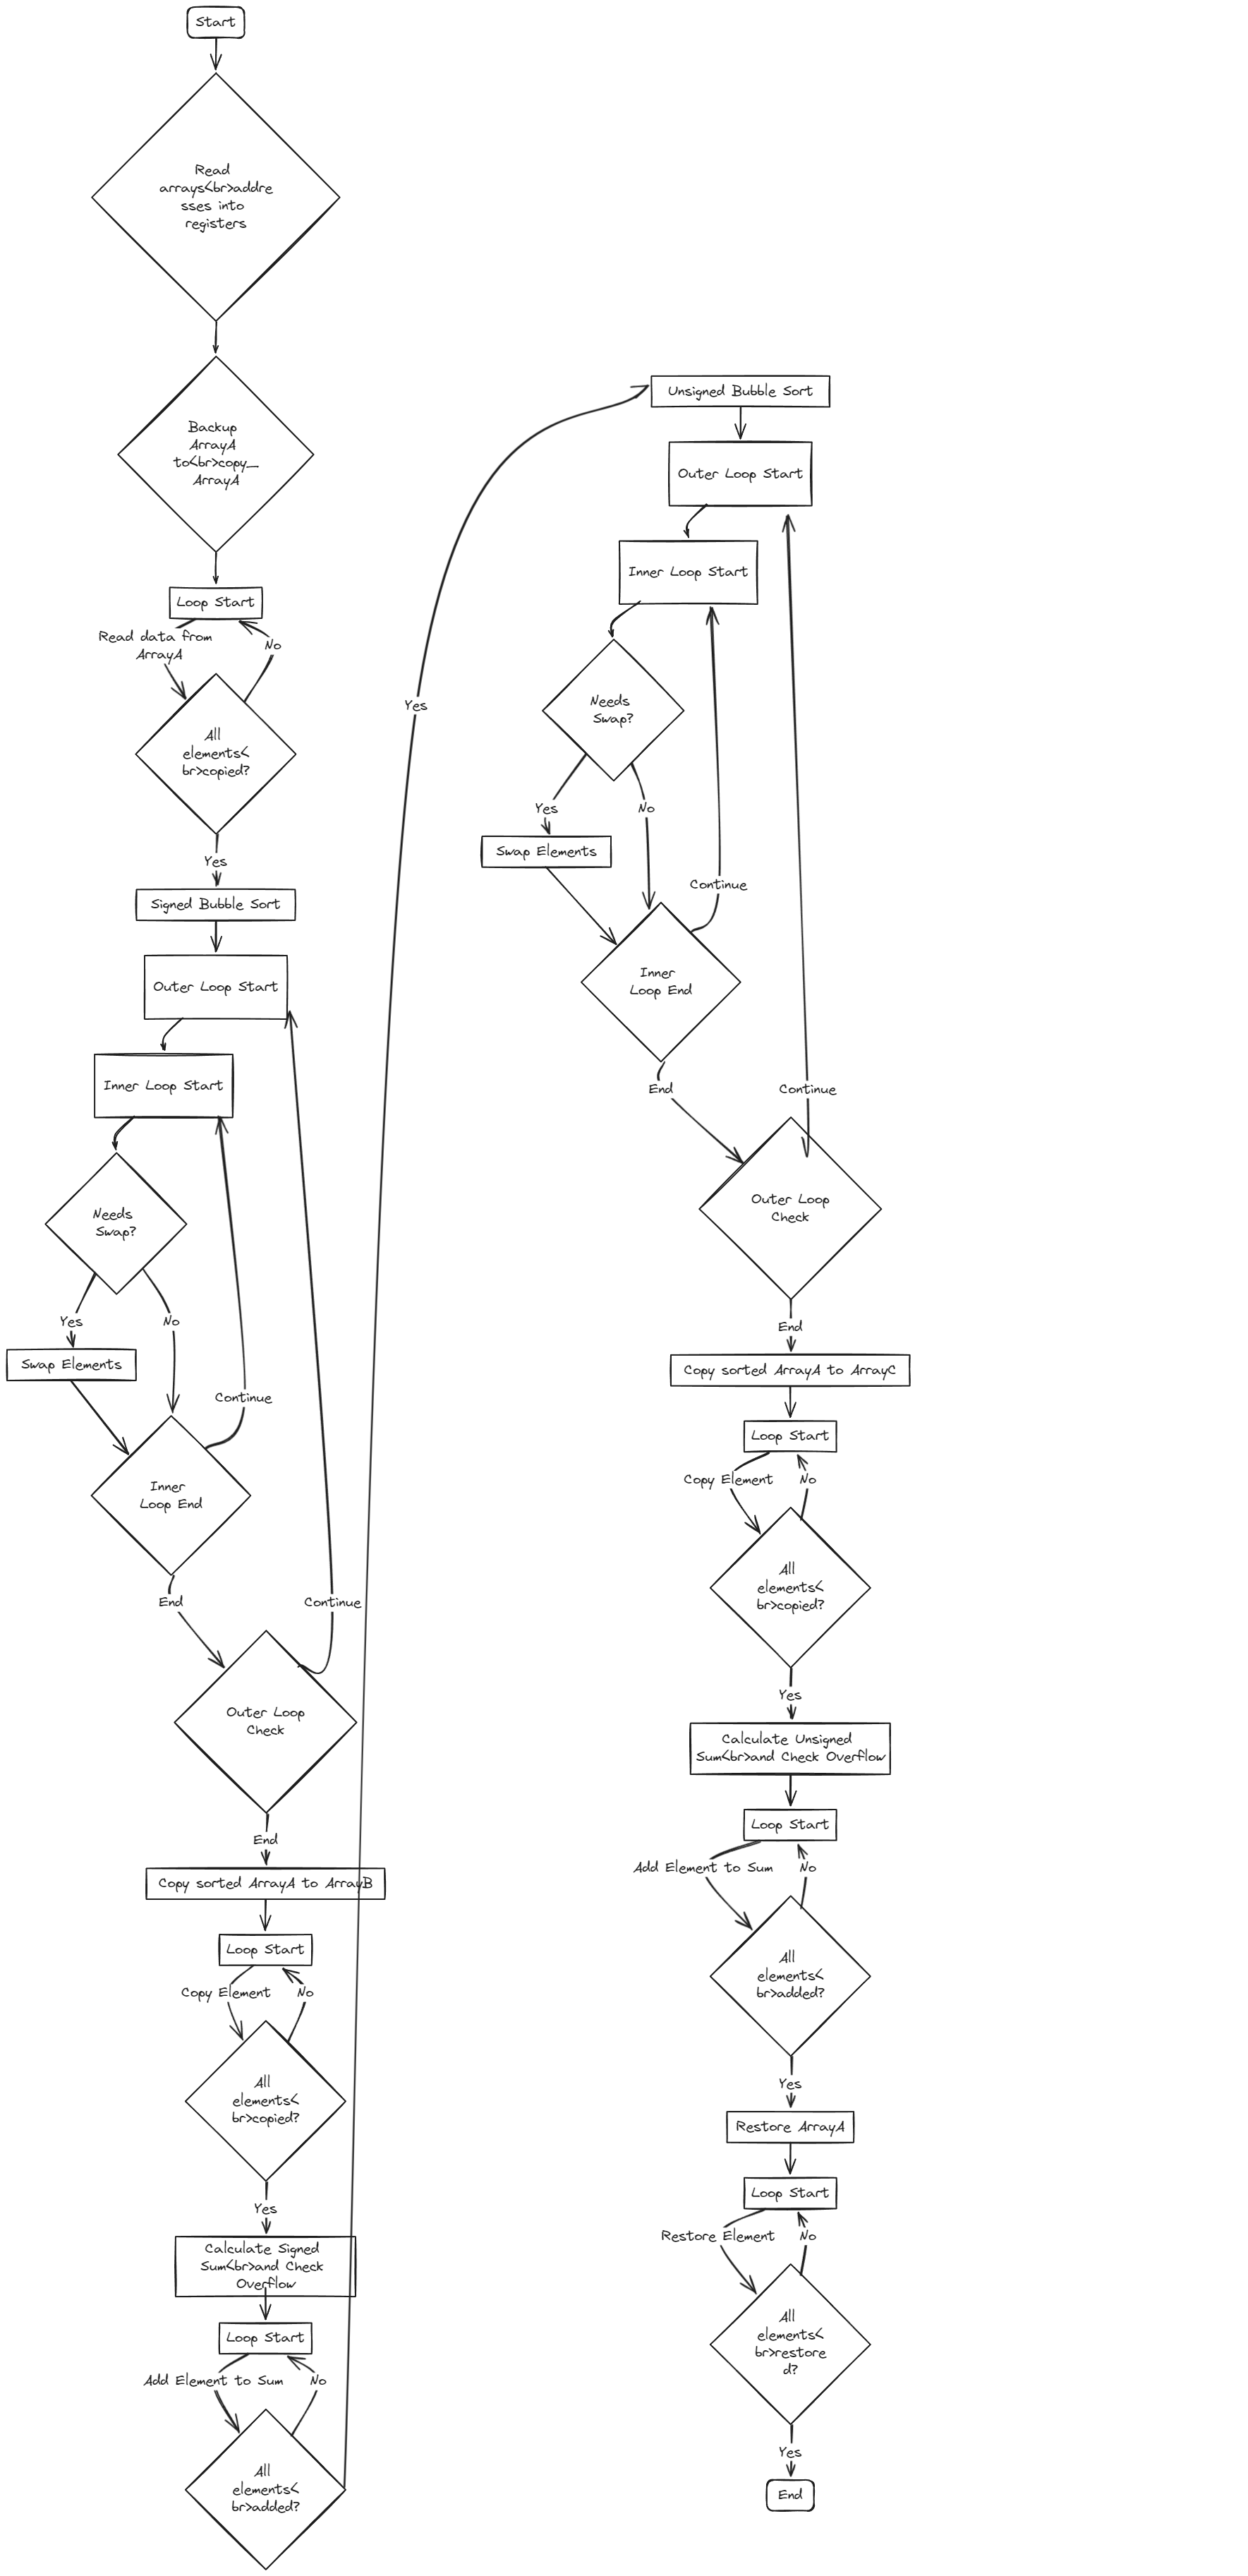 Start
Read
arrays<br>addre
sses into
registers
Backup
ArrayA
to<br>copy_
ArrayA
Loop Start
Read data from
ArrayA
No
All
elements<
br>copied?
Yes
Signed Bubble Sort
Outer Loop Start
Inner Loop Start
Needs
Swap?
Yes
No
Swap Elements
Continue
Inner
Loop End
End
Continue
Outer Loop
Check
End
Copy sorted ArrayA to ArrayB
Loop Start
Copy Element
No
All
elements<
br>copied?
Yes
Calculate Signed
Sum<br>and Check
Overflow
Loop Start
Add Element to Sum
No
All
elements<
br>added?
Yes
Unsigned Bubble Sort
Outer Loop Start
Inner Loop Start
Needs
Swap?
Yes
No
Swap Elements
Continue
Inner
Loop End
End
Continue
Outer Loop
Check
End
Copy sorted ArrayA to ArrayC
Loop Start
Copy Element
No
All
elements<
br>copied?
Yes
Calculate Unsigned
Sum<br>and Check Overflow
Loop Start
Add Element to Sum
No
All
elements<
br>added?
Yes
Restore ArrayA
Loop Start
Restore Element
No
All
elements<
br>restore
d?
Yes
End